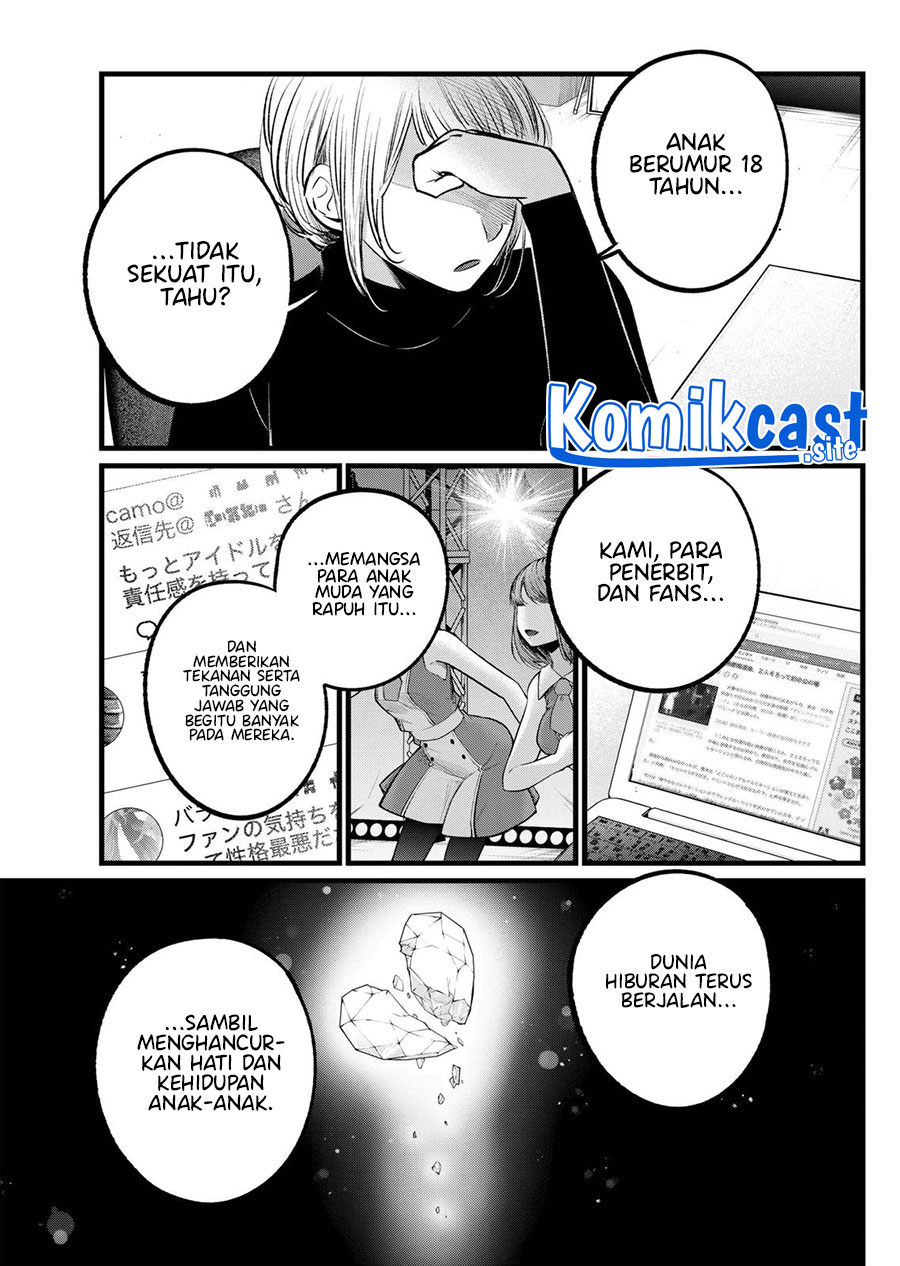 ANAK
BERUMUR 18
TAHUN...
...TIDAK
SEKUAT ITU,
TAHU?
Komikcast
.site
KAMI, PARA
PENERBIT,
DAN FANS...
...MEMANGSA
PARA ANAK
MUDA YANG
RAPUH ITU...
DAN
MEMBERIKAN
TEKANAN SERTA
TANGGUNG
JAWAB YANG
BEGITU BANYAK
PADA MEREKA.
camo@
返信先@ さん
もっとアイドルを
責任感を持って
バラ
ファンの気持ちを
て性格最悪だ
DUNIA
HIBURAN TERUS
BERJALAN...
...SAMBIL
MENGHANCUR-
KAN HATI DAN
KEHIDUPAN
ANAK-ANAK.